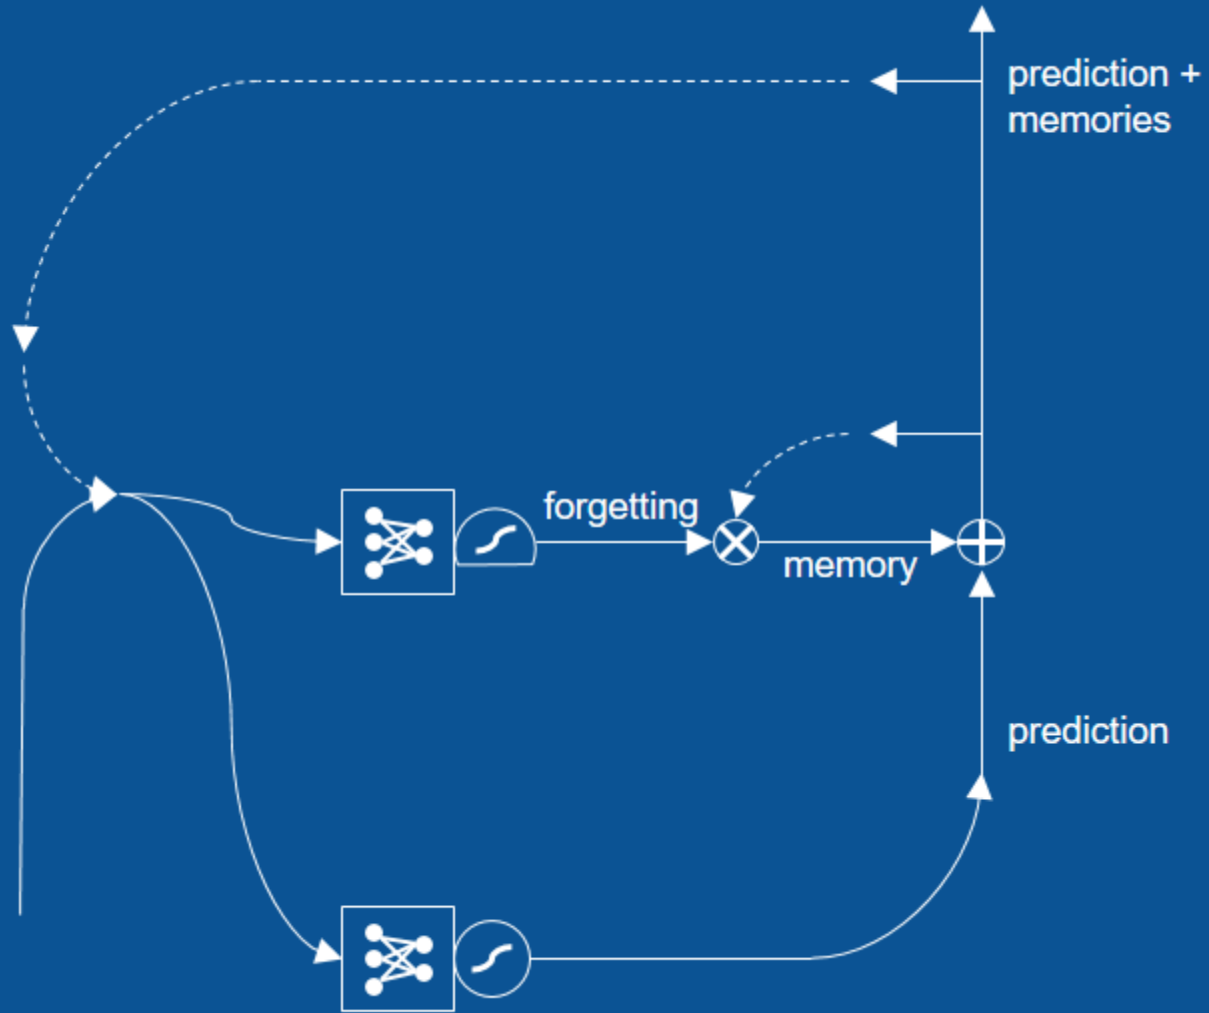 prediction +
memories
forgetting
memory
prediction